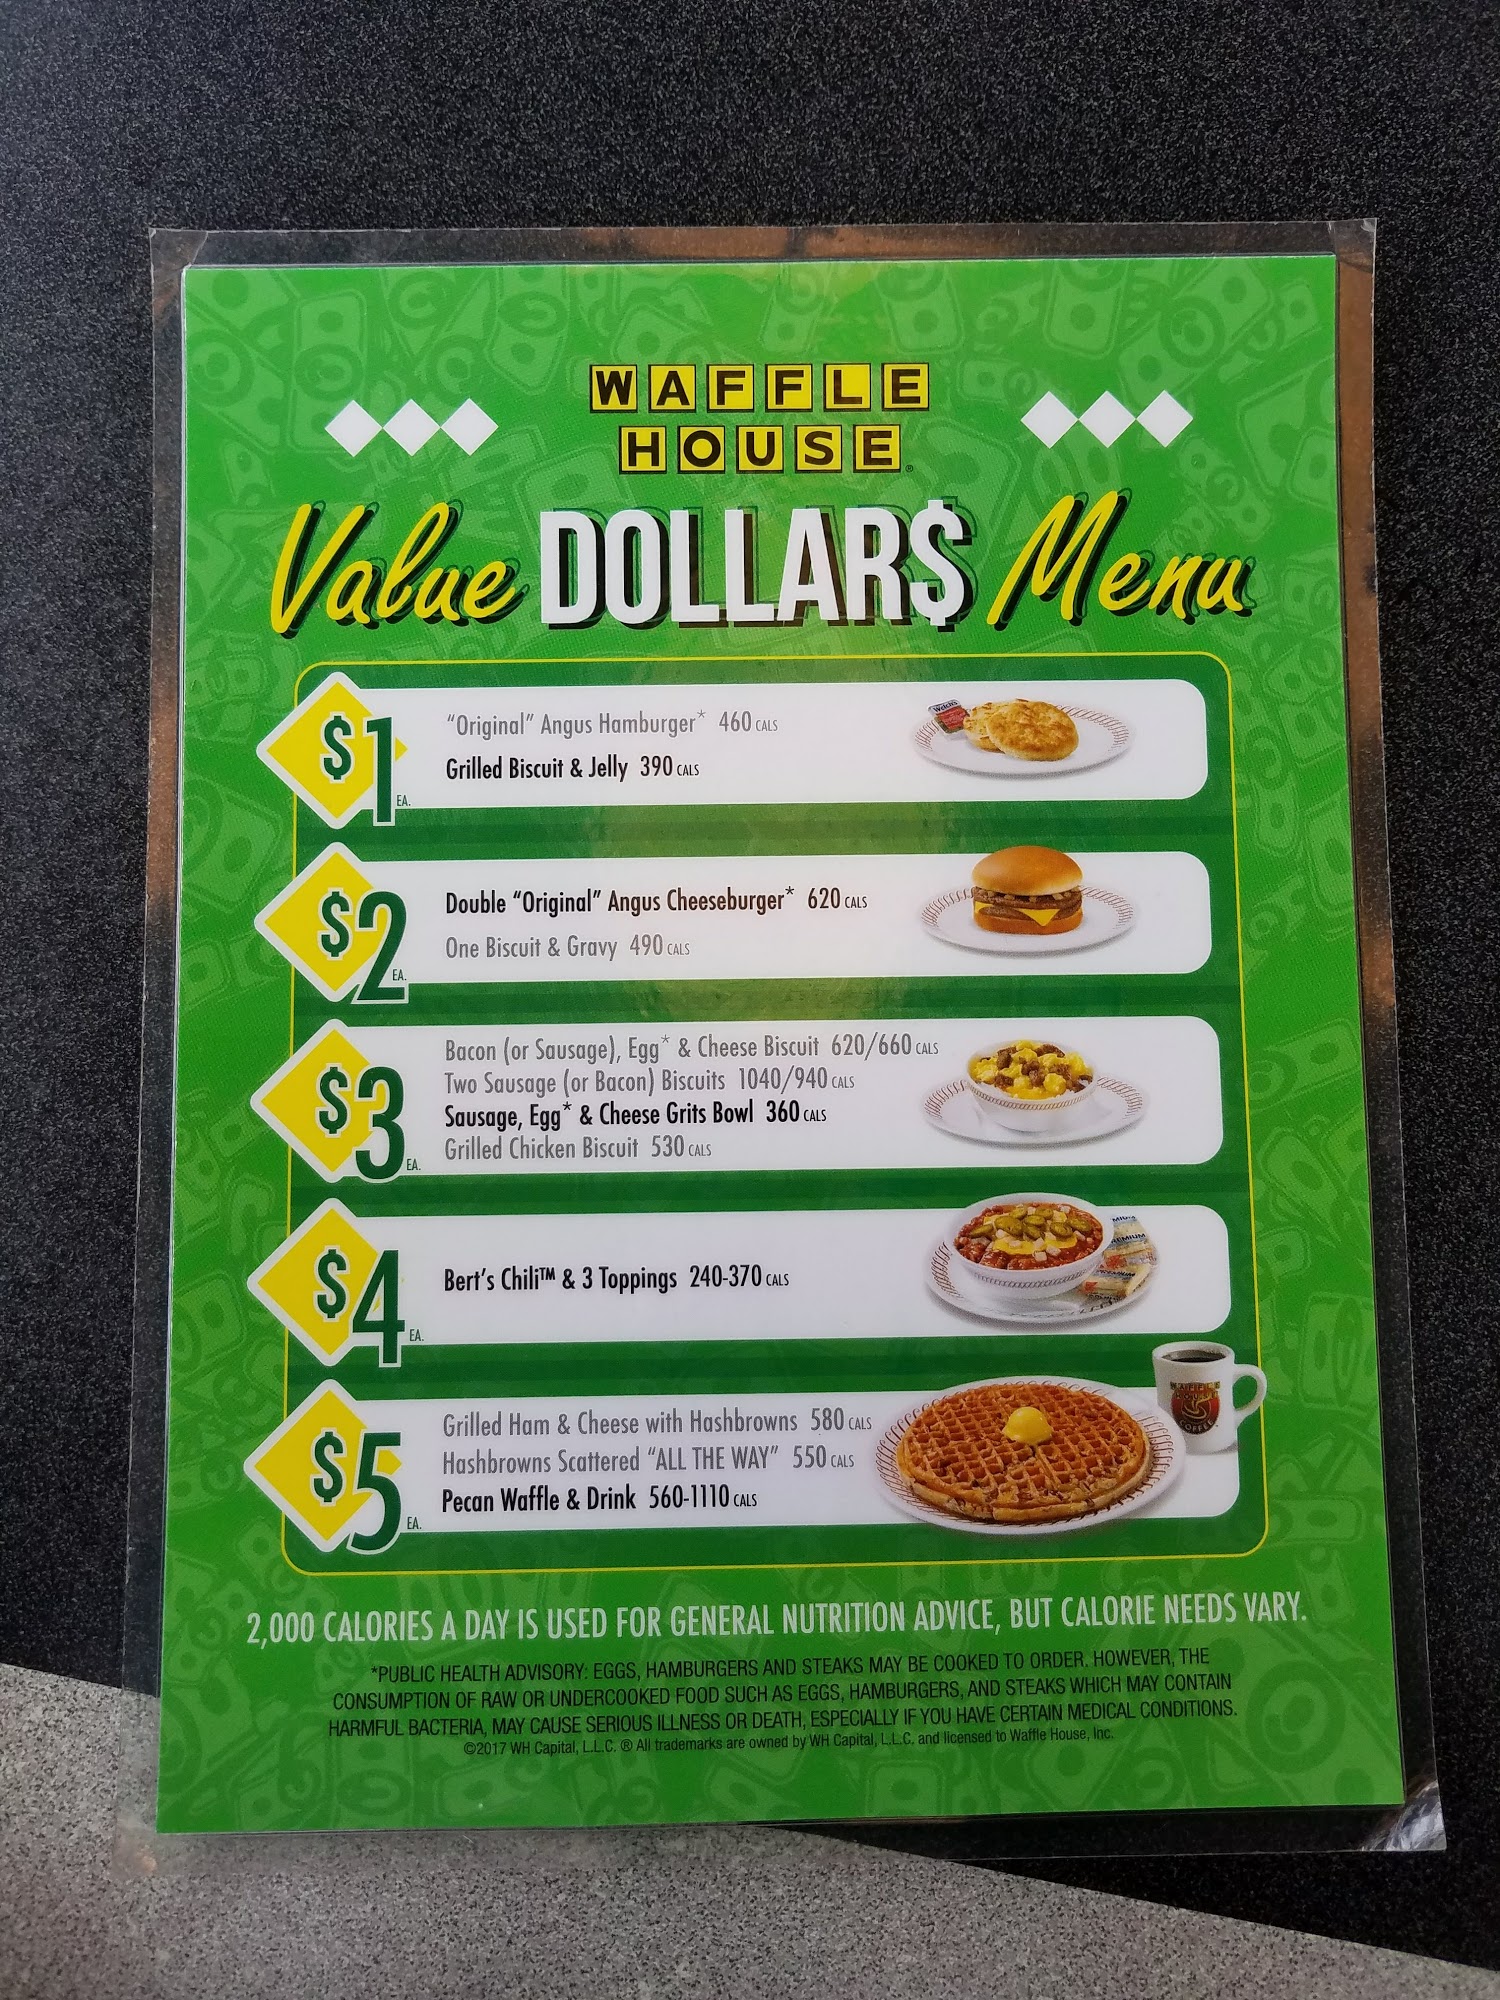 WAFFLE
HOUSE®
Value DOLLAR$ Menu
$1 EA.
"Original" Angus Hamburger* 460 CALS
Grilled Biscuit & Jelly 390 CALS
Welch's
$2 EA.
Double "Original" Angus Cheeseburger* 620 CALS
One Biscuit & Gravy 490 CALS
$3 EA.
Bacon (or Sausage), Egg* & Cheese Biscuit 620/660 CALS
Two Sausage (or Bacon) Biscuits 1040/940 CALS
Sausage, Egg* & Cheese Grits Bowl 360 CALS
Grilled Chicken Biscuit 530 CALS
$4 EA.
Bert's Chili™ & 3 Toppings 240-370 CALS
PREMIUM
$5 EA.
Grilled Ham & Cheese with Hashbrowns 580 CALS
Hashbrowns Scattered "ALL THE WAY" 550 CALS
Pecan Waffle & Drink 560-1110 CALS
WAFFLE
HOUSE
COFFEE
2,000 CALORIES A DAY IS USED FOR GENERAL NUTRITION ADVICE, BUT CALORIE NEEDS VARY.
*PUBLIC HEALTH ADVISORY: EGGS, HAMBURGERS AND STEAKS MAY BE COOKED TO ORDER. HOWEVER, THE
CONSUMPTION OF RAW OR UNDERCOOKED FOOD SUCH AS EGGS, HAMBURGERS, AND STEAKS WHICH MAY CONTAIN
HARMFUL BACTERIA, MAY CAUSE SERIOUS ILLNESS OR DEATH, ESPECIALLY IF YOU HAVE CERTAIN MEDICAL CONDITIONS.
©2017 WH Capital, L.L.C. ® All trademarks are owned by WH Capital, L.L.C. and licensed to Waffle House, Inc.